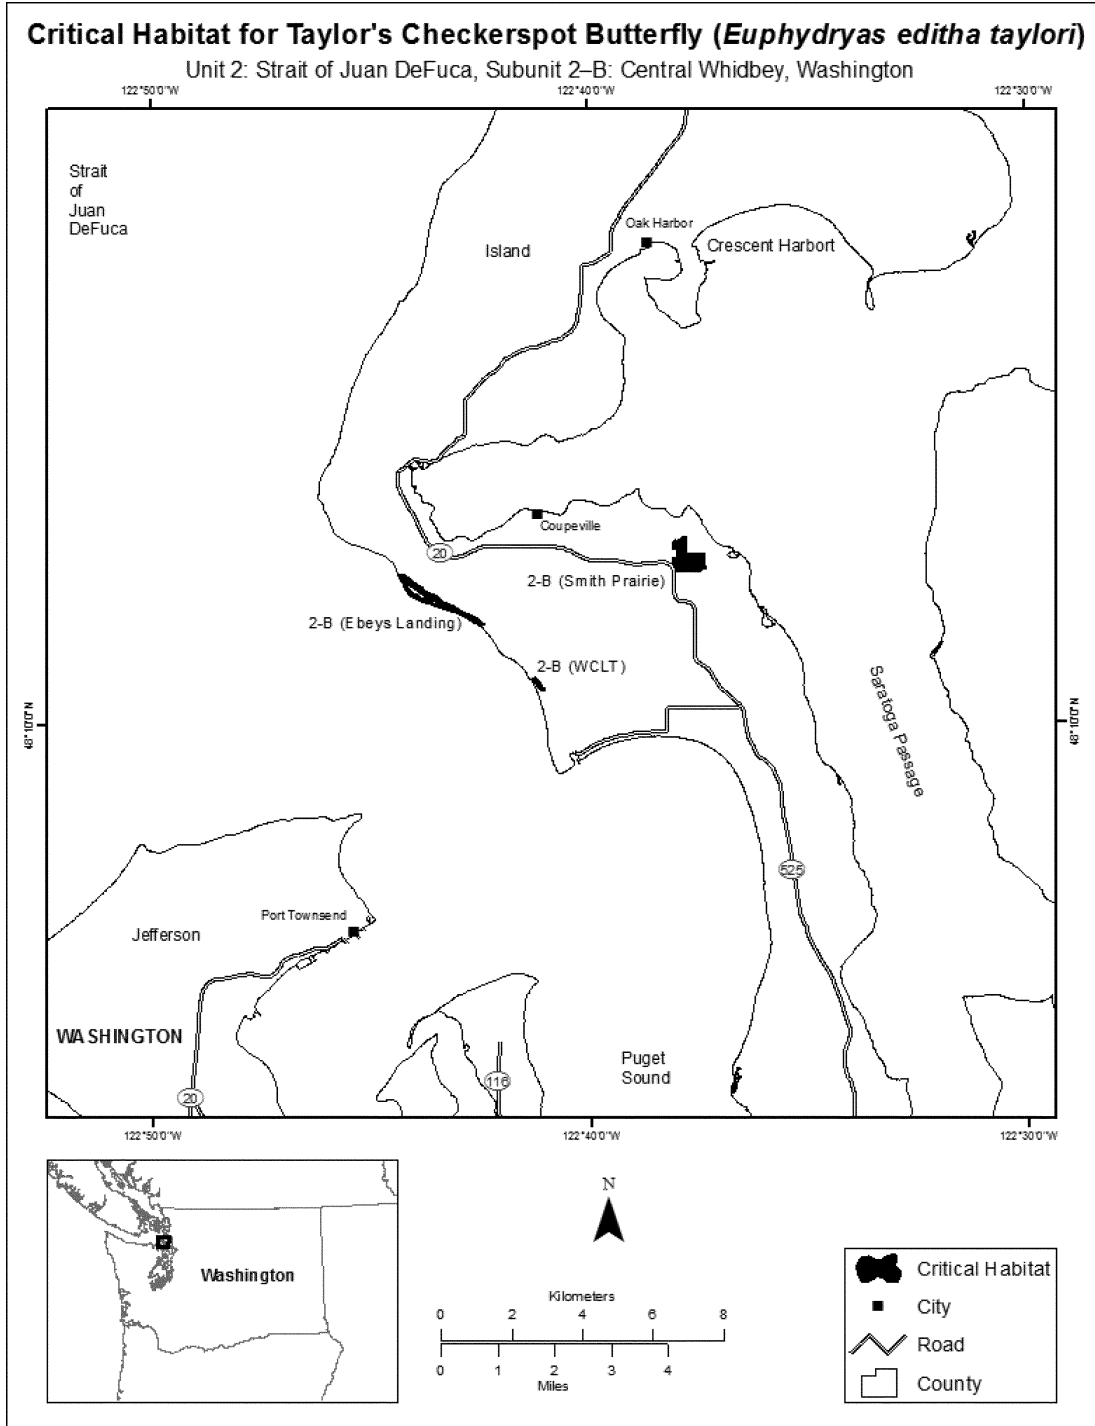 Critical Habitat for Taylor's Checkerspot Butterfly (Euphydryas editha taylori)
Unit 2: Strait of Juan DeFuca, Subunit 2–B: Central Whidbey, Washington
122°50'0"W 122°40'0"W 122°30'0"W
Strait
of
Juan
DeFuca
Oak Harbor
Island
Crescent Harbort
Coupeville
20
2-B (Smith Prairie)
2-B (Ebeys Landing)
2-B (WCLT)
Saratoga Passage
48°10'0"N
48°10'0"N
525
Port Townsend
Jefferson
WASHINGTON
Puget
Sound
116
20
122°50'0"W 122°40'0"W 122°30'0"W
Washington
N
Kilometers
0 2 4 6 8
0 1 2 3 4
Miles
Critical Habitat
City
Road
County